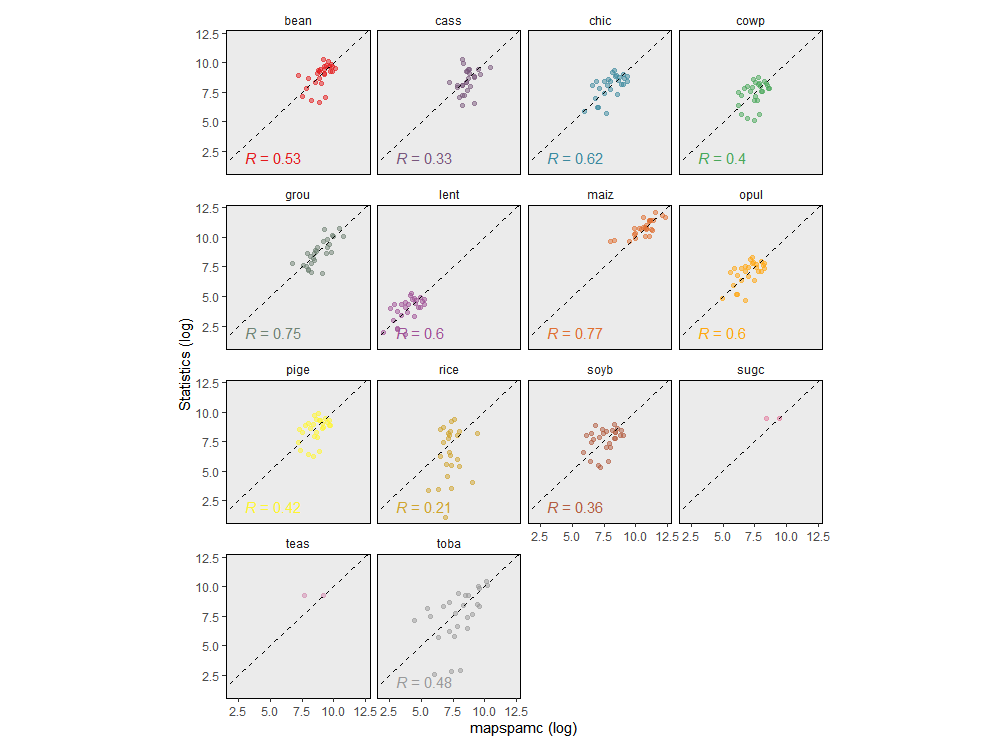 bean cass chic cowp
12.5
10.0
7.5
5.0
2.5
R = 0.53 R = 0.33 R = 0.62 R = 0.4
grou lent maiz opul
12.5
10.0
7.5
5.0
2.5
R = 0.75 R = 0.6 R = 0.77 R = 0.6
Statistics (log)
pige rice soyb sugc
12.5
10.0
7.5
5.0
2.5
R = 0.42 R = 0.21 R = 0.36
2.5 5.0 7.5 10.0 12.5 2.5 5.0 7.5 10.0 12.5
teas toba
12.5
10.0
7.5
5.0
2.5
R = 0.48
2.5 5.0 7.5 10.0 12.5 2.5 5.0 7.5 10.0 12.5
mapspamc (log)